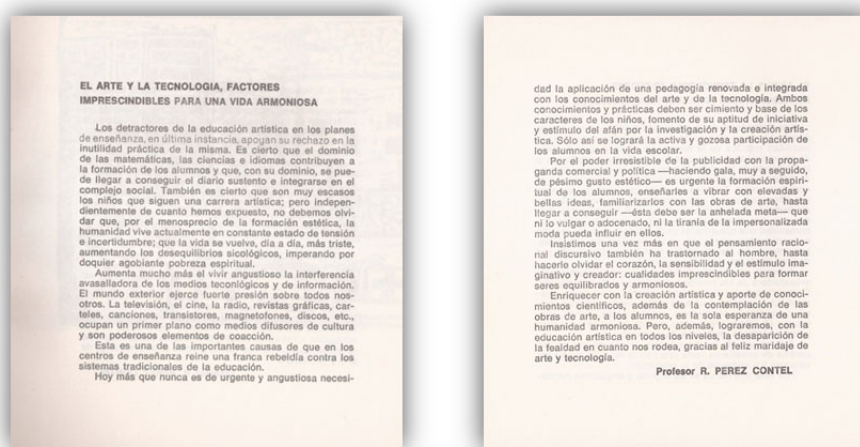 EL ARTE Y LA TECNOLOGIA, FACTORES
IMPRESCINDIBLES PARA UNA VIDA ARMONIOSA
Los detractores de la educación artística en los planes
de enseñanza, en última instancia, apoyan su rechazo en la
inutilidad práctica de la misma. Es cierto que el dominio
de las matemáticas, las ciencias e idiomas contribuyen a
la formación de los alumnos y que, con su dominio, se pue-
de llegar a conseguir el diario sustento e integrarse en el
complejo social. También es cierto que son muy escasos
los niños que siguen una carrera artística; pero indepen-
dientemente de cuanto hemos expuesto, no debemos olvi-
dar que, por el menosprecio de la formación estética, la
humanidad vive actualmente en constante estado de tensión
e incertidumbre; que la vida se vuelve, día a día, más triste,
aumentando los desequilibrios sicológicos, imperando por
doquier agobiante pobreza espiritual.
Aumenta mucho más el vivir angustioso la interferencia
avasalladora de los medios teconlógicos y de información.
El mundo exterior ejerce fuerte presión sobre todos nos-
otros. La televisión, el cine, la radio, revistas gráficas, car-
teles, canciones, transistores, magnetofones, discos, etc.,
ocupan un primer plano como medios difusores de cultura
y son poderosos elementos de coacción.
Esta es una de las importantes causas de que en los
centros de enseñanza reine una franca rebeldía contra los
sistemas tradicionales de la educación.
Hoy más que nunca es de urgente y angustiosa necesi-
dad la aplicación de una pedagogía renovada e integrada
con los conocimientos del arte y de la tecnología. Ambos
conocimientos y prácticas deben ser cimiento y base de los
caracteres de los niños, fomento de su aptitud de iniciativa
y estímulo del afán por la investigación y la creación artís-
tica. Sólo así se logrará la activa y gozosa participación de
los alumnos en la vida escolar.
Por el poder irresistible de la publicidad con la propa-
ganda comercial y política —haciendo gala, muy a seguido,
de pésimo gusto estético— es urgente la formación espiri-
tual de los alumnos, enseñarles a vibrar con elevadas y
bellas ideas, familiarizarlos con las obras de arte, hasta
llegar a conseguir —ésta debe ser la anhelada meta— que
ni lo vulgar o adocenado, ni la tiranía de la impersonalizada
moda pueda influir en ellos.
Insistimos una vez más en que el pensamiento racio-
nal discursivo también ha trastornado al hombre, hasta
hacerlo olvidar el corazón, la sensibilidad y el estímulo ima-
ginativo y creador: cualidades imprescindibles para formar
seres equilibrados y armoniosos.
Enriquecer con la creación artística y aporte de conoci-
mientos científicos, además de la contemplación de las
obras de arte, a los alumnos, es la sola esperanza de una
humanidad armoniosa. Pero, además, lograremos, con la
educación artística en todos los niveles, la desaparición de
la fealdad en cuanto nos rodea, gracias al feliz maridaje de
arte y tecnología.
Profesor R. PEREZ CONTEL